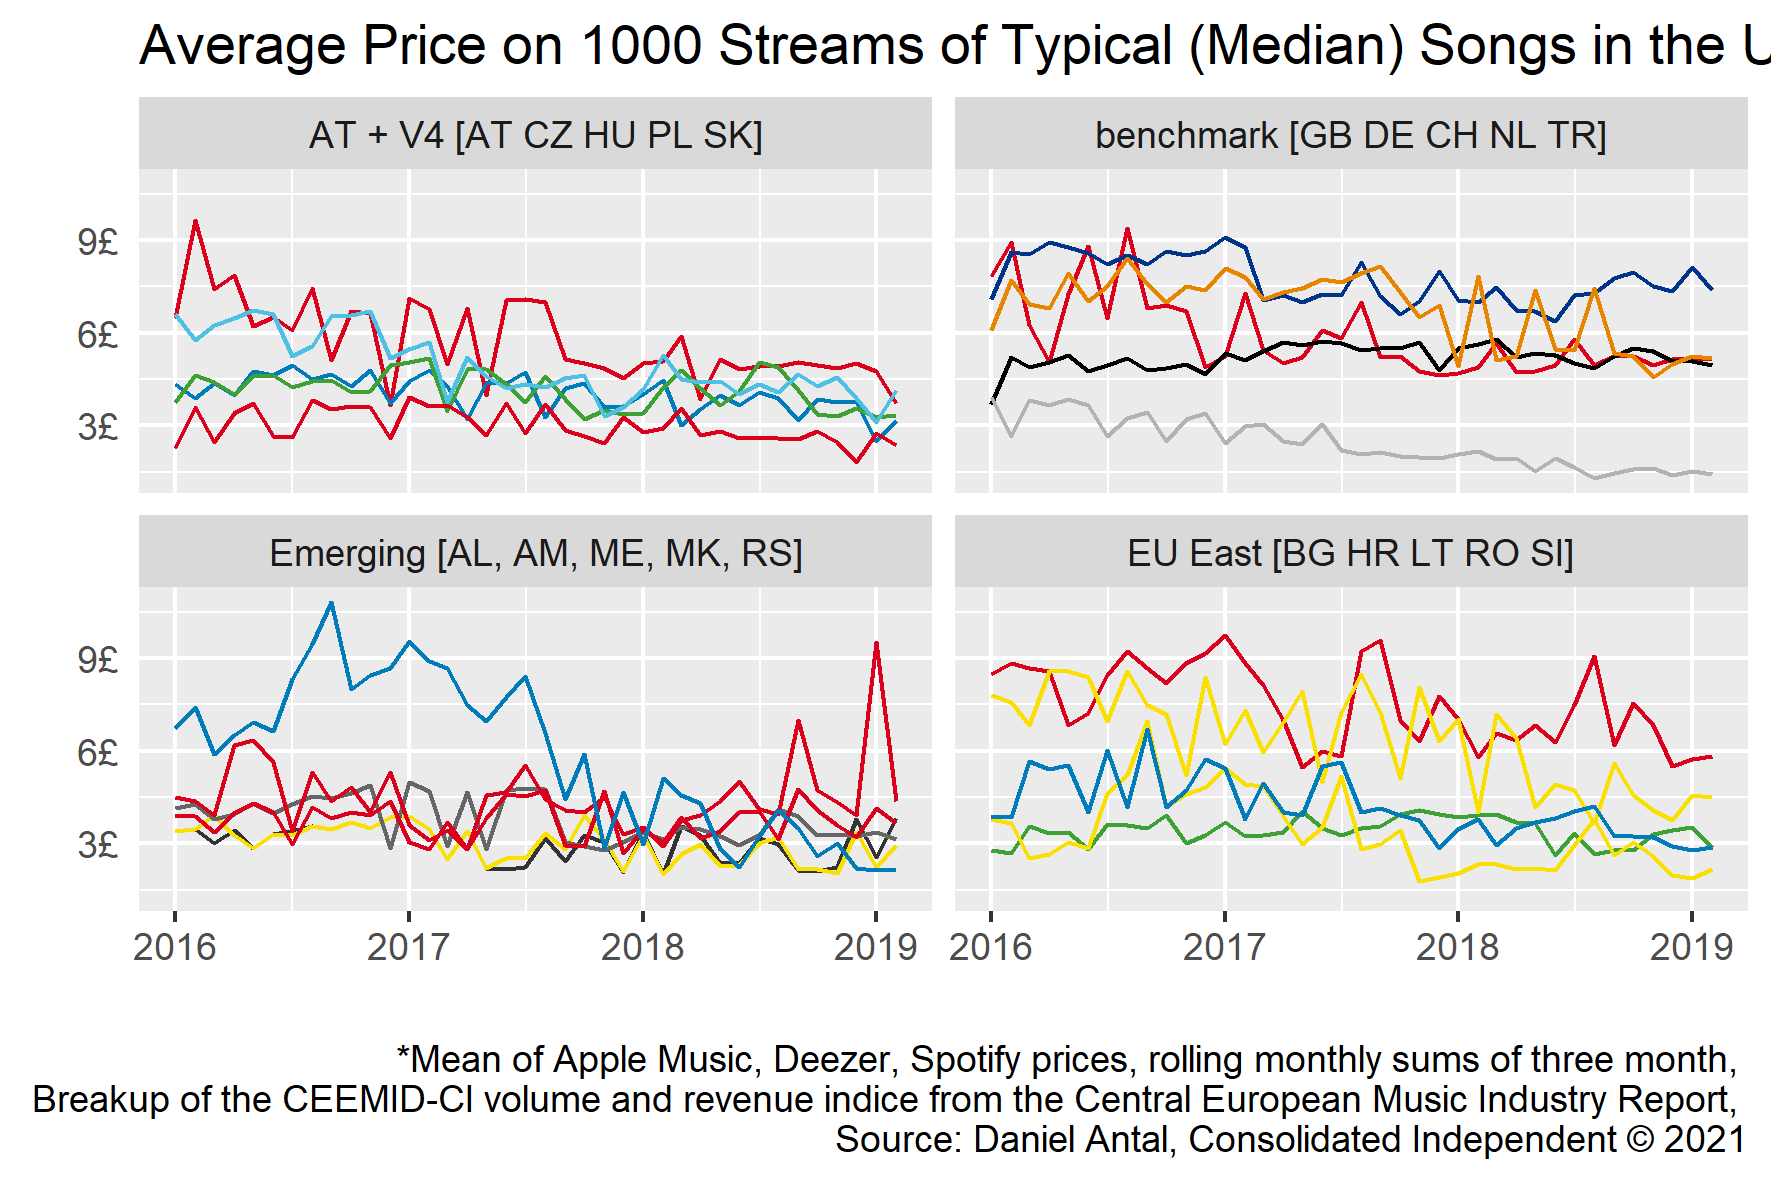 Average Price on 1000 Streams of Typical (Median) Songs in the U
AT + V4 [AT CZ HU PL SK]
benchmark [GB DE CH NL TR]
9£
6£
3£
Emerging [AL, AM, ME, MK, RS]
EU East [BG HR LT RO SI]
9£
6£
3£
2016 2017 2018 2019 2016 2017 2018 2019
*Mean of Apple Music, Deezer, Spotify prices, rolling monthly sums of three month,
Breakup of the CEEMID-CI volume and revenue indice from the Central European Music Industry Report,
Source: Daniel Antal, Consolidated Independent © 2021